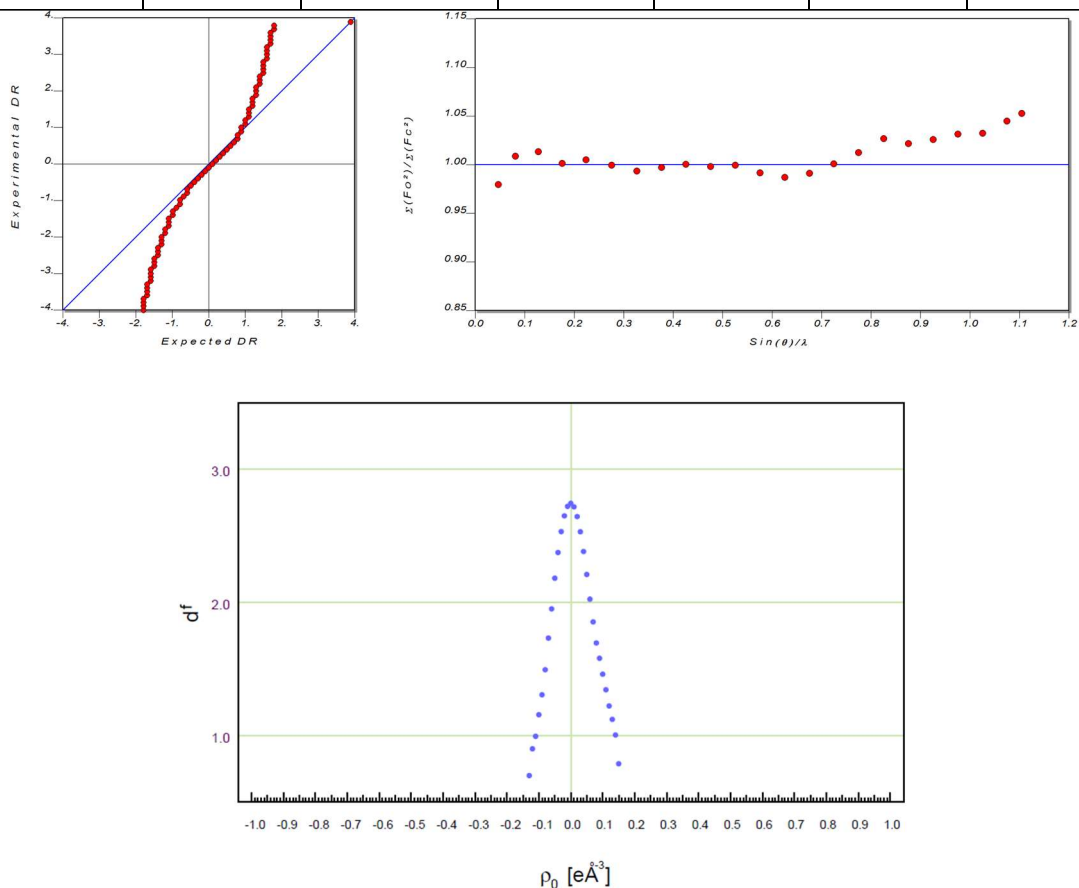 4.
3.
2.
1.
0.
-1.
-2.
-3.
-4.
Experimental DR
-4. -3. -2. -1. 0. 1. 2. 3. 4.
Expected DR
1.15
1.10
1.05
1.00
0.95
0.90
0.85
Σ(Fo²)/Σ(Fc²)
0.0 0.1 0.2 0.3 0.4 0.5 0.6 0.7 0.8 0.9 1.0 1.1 1.2
Sin(θ)/λ
3.0
2.0
1.0
dᶠ
-1.0 -0.9 -0.8 -0.7 -0.6 -0.5 -0.4 -0.3 -0.2 -0.1 0.0 0.1 0.2 0.3 0.4 0.5 0.6 0.7 0.8 0.9 1.0
ρ₀ [eÅ⁻³]